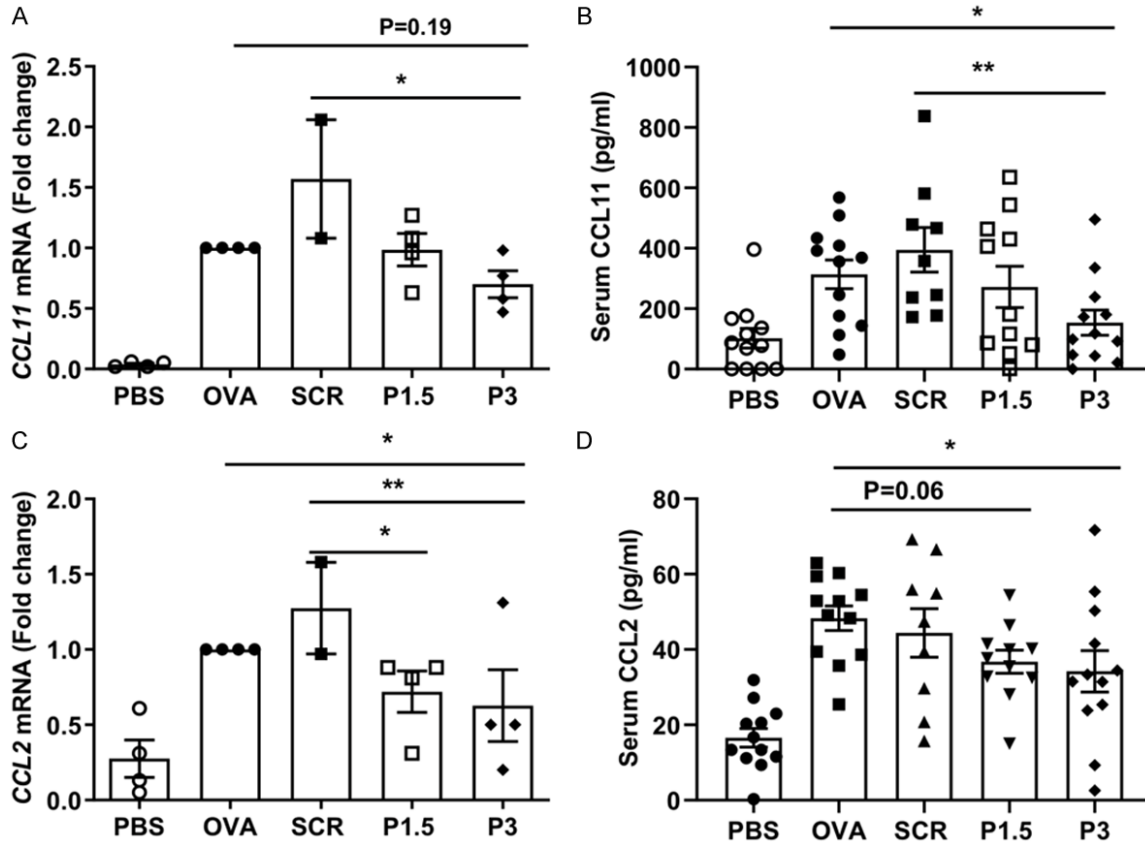 A
P=0.19
*
CCL11 mRNA (Fold change)
2.5
2.0
1.5
1.0
0.5
0.0
PBS OVA SCR P1.5 P3
B
*
**
Serum CCL11 (pg/ml)
1000
800
600
400
200
0
PBS OVA SCR P1.5 P3
C
*
**
*
CCL2 mRNA (Fold change)
2.0
1.5
1.0
0.5
0.0
PBS OVA SCR P1.5 P3
D
*
P=0.06
Serum CCL2 (pg/ml)
80
60
40
20
0
PBS OVA SCR P1.5 P3